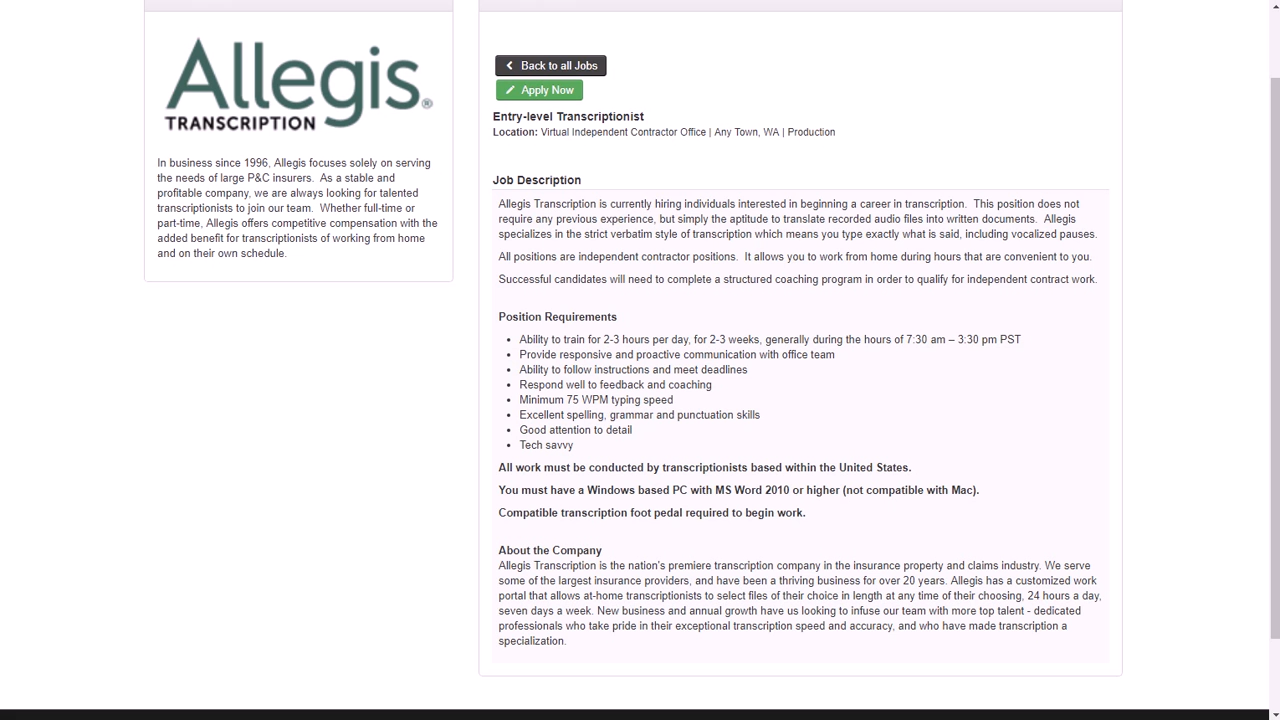 Allegis®
TRANSCRIPTION
In business since 1996, Allegis focuses solely on serving
the needs of large P&C insurers. As a stable and
profitable company, we are always looking for talented
transcriptionists to join our team. Whether full-time or
part-time, Allegis offers competitive compensation with the
added benefit for transcriptionists of working from home
and on their own schedule.
Back to all Jobs
Apply Now
Entry-level Transcriptionist
Location: Virtual Independent Contractor Office | Any Town, WA | Production
Job Description
Allegis Transcription is currently hiring individuals interested in beginning a career in transcription. This position does not
require any previous experience, but simply the aptitude to translate recorded audio files into written documents. Allegis
specializes in the strict verbatim style of transcription which means you type exactly what is said, including vocalized pauses.
All positions are independent contractor positions. It allows you to work from home during hours that are convenient to you.
Successful candidates will need to complete a structured coaching program in order to qualify for independent contract work.
Position Requirements
• Ability to train for 2-3 hours per day, for 2-3 weeks, generally during the hours of 7:30 am – 3:30 pm PST
• Provide responsive and proactive communication with office team
• Ability to follow instructions and meet deadlines
• Respond well to feedback and coaching
• Minimum 75 WPM typing speed
• Excellent spelling, grammar and punctuation skills
• Good attention to detail
• Tech savvy
All work must be conducted by transcriptionists based within the United States.
You must have a Windows based PC with MS Word 2010 or higher (not compatible with Mac).
Compatible transcription foot pedal required to begin work.
About the Company
Allegis Transcription is the nation's premiere transcription company in the insurance property and claims industry. We serve
some of the largest insurance providers, and have been a thriving business for over 20 years. Allegis has a customized work
portal that allows at-home transcriptionists to select files of their choice in length at any time of their choosing, 24 hours a day,
seven days a week. New business and annual growth have us looking to infuse our team with more top talent - dedicated
professionals who take pride in their exceptional transcription speed and accuracy, and who have made transcription a
specialization.